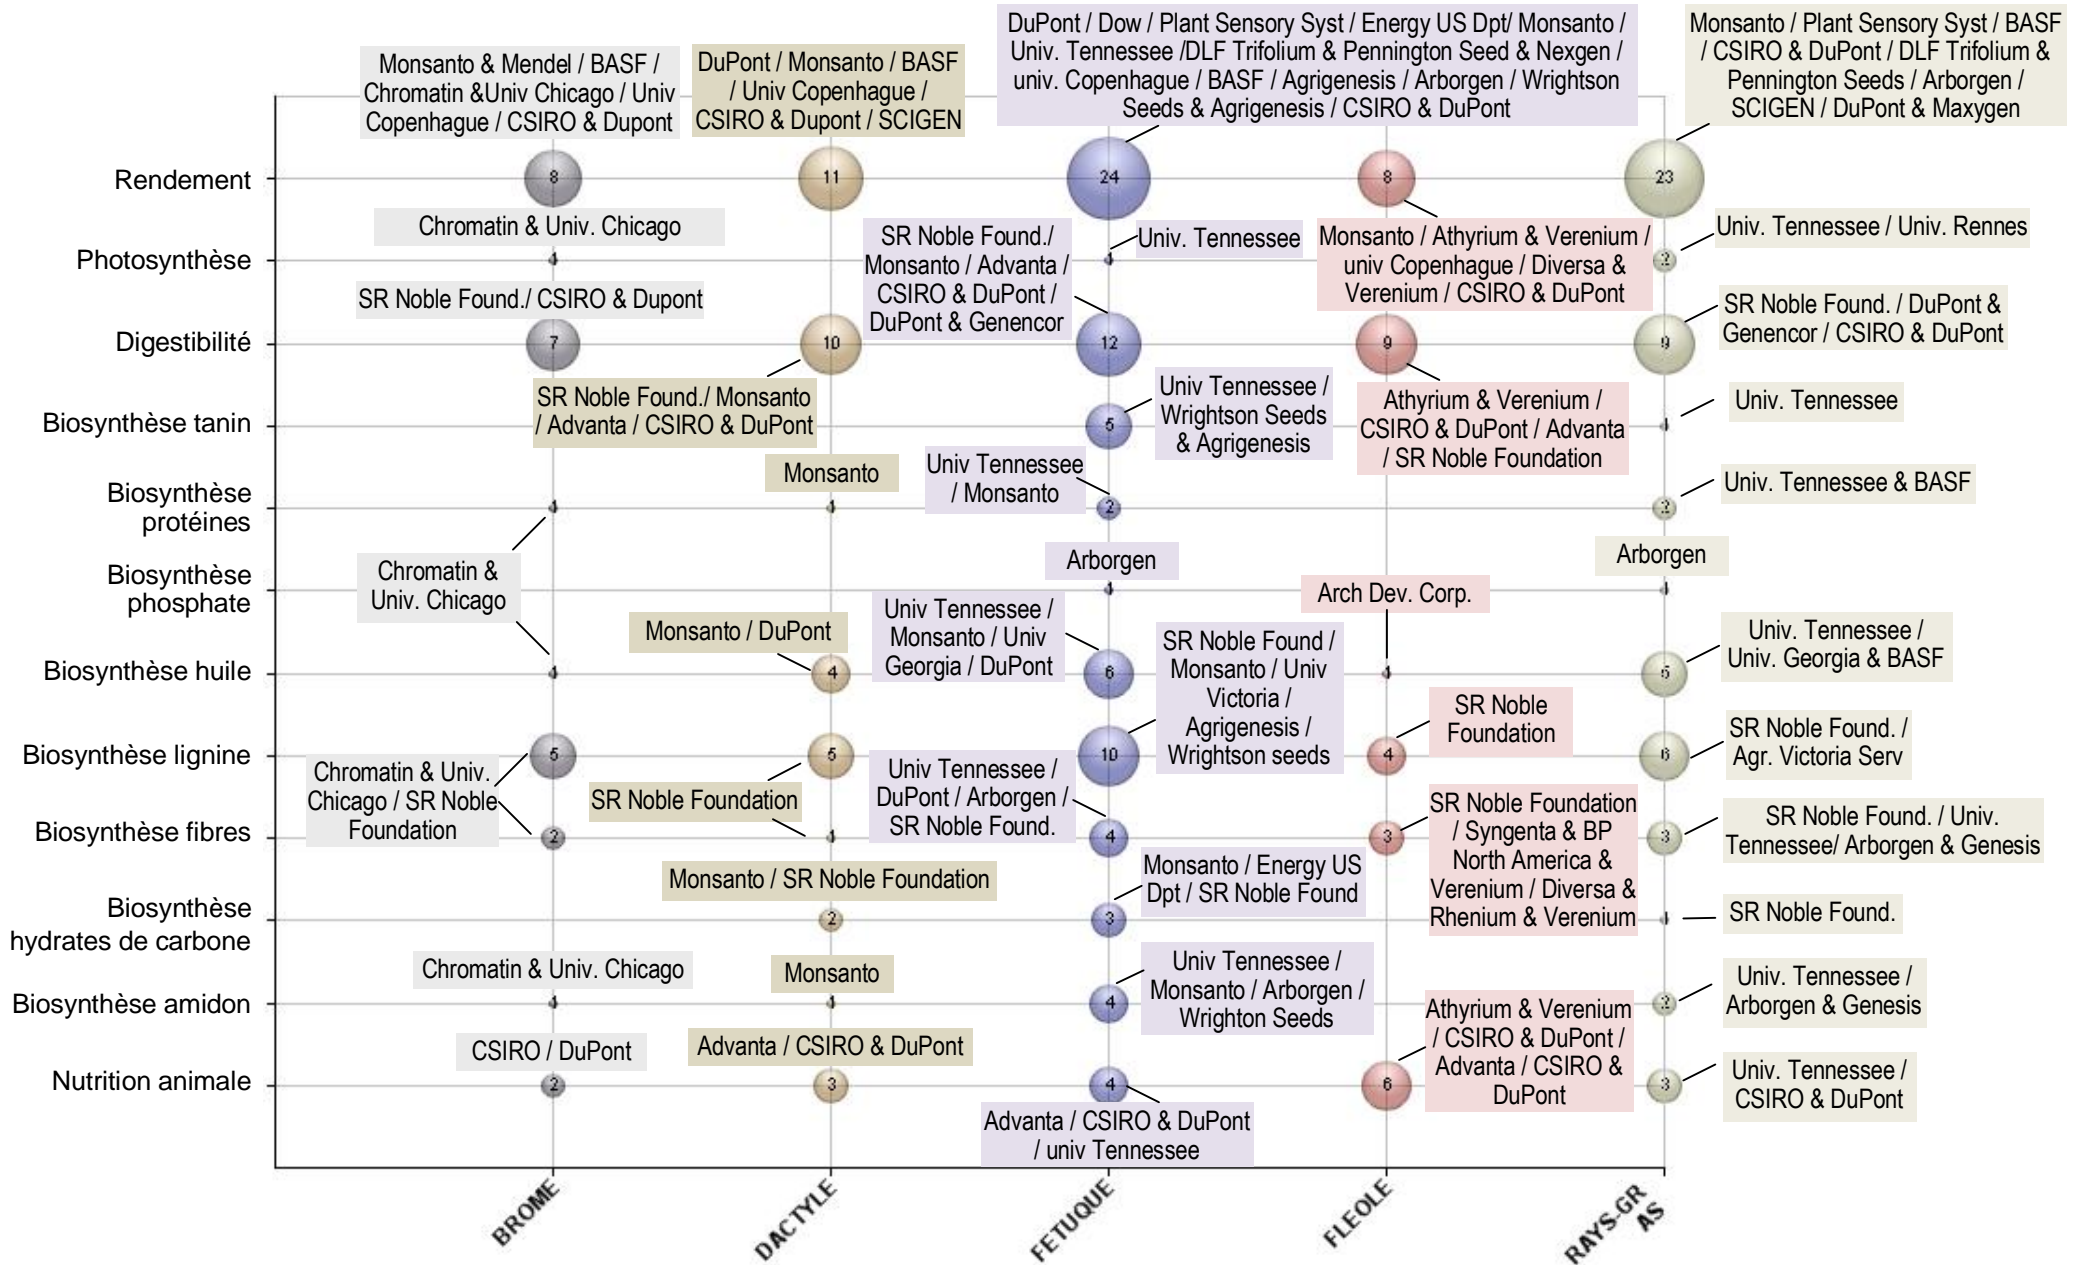 DuPont / Dow / Plant Sensory Syst / Energy US Dpt/ Monsanto /
Univ. Tennessee /DLF Trifolium & Pennington Seed & Nexgen /
univ. Copenhague / BASF / Agrigenesis / Arborgen / Wrightson
Seeds & Agrigenesis / CSIRO & DuPont
Monsanto / Plant Sensory Syst / BASF
/ CSIRO & DuPont / DLF Trifolium &
Pennington Seeds / Arborgen /
SCIGEN / DuPont & Maxygen
Monsanto & Mendel / BASF /
Chromatin &Univ Chicago / Univ
Copenhague / CSIRO & Dupont
DuPont / Monsanto / BASF
/ Univ Copenhague /
CSIRO & Dupont / SCIGEN
Rendement
8
11
24
8
23
Chromatin & Univ. Chicago
SR Noble Found./
Monsanto / Advanta /
CSIRO & DuPont /
DuPont & Genencor
Univ. Tennessee
Monsanto / Athyrium & Verenium /
univ Copenhague / Diversa &
Verenium / CSIRO & DuPont
Univ. Tennessee / Univ. Rennes
Photosynthèse
1
1
2
SR Noble Found./ CSIRO & Dupont
SR Noble Found. / DuPont &
Genencor / CSIRO & DuPont
Digestibilité
7
10
12
9
9
SR Noble Found./ Monsanto
/ Advanta / CSIRO & DuPont
Univ Tennessee /
Wrightson Seeds
& Agrigenesis
Athyrium & Verenium /
CSIRO & DuPont / Advanta
/ SR Noble Foundation
Univ. Tennessee
Biosynthèse tanin
5
1
Monsanto
Univ Tennessee
/ Monsanto
Univ. Tennessee & BASF
Biosynthèse
protéines
1
1
2
2
Chromatin &
Univ. Chicago
Arborgen
Arch Dev. Corp.
Arborgen
Biosynthèse
phosphate
1
1
Monsanto / DuPont
Univ Tennessee /
Monsanto / Univ
Georgia / DuPont
SR Noble Found /
Monsanto / Univ
Victoria /
Agrigenesis /
Wrightson seeds
Univ. Tennessee /
Univ. Georgia & BASF
Biosynthèse huile
1
4
6
1
5
SR Noble
Foundation
SR Noble Found. /
Agr. Victoria Serv
Biosynthèse lignine
5
5
10
4
6
Chromatin & Univ.
Chicago / SR Noble
Foundation
SR Noble Foundation
Univ Tennessee /
DuPont / Arborgen /
SR Noble Found.
SR Noble Foundation
/ Syngenta & BP
North America &
Verenium / Diversa &
Rhenium & Verenium
SR Noble Found. / Univ.
Tennessee/ Arborgen & Genesis
Biosynthèse fibres
2
1
4
3
3
Monsanto / SR Noble Foundation
Monsanto / Energy US
Dpt / SR Noble Found
SR Noble Found.
Biosynthèse
hydrates de carbone
2
3
1
Chromatin & Univ. Chicago
Monsanto
Univ Tennessee /
Monsanto / Arborgen /
Wrighton Seeds
Univ. Tennessee /
Arborgen & Genesis
Biosynthèse amidon
1
1
4
2
CSIRO / DuPont
Advanta / CSIRO & DuPont
Athyrium & Verenium
/ CSIRO & DuPont /
Advanta / CSIRO &
DuPont
Univ. Tennessee /
CSIRO & DuPont
Nutrition animale
2
3
4
6
3
Advanta / CSIRO & DuPont
/ univ Tennessee
BROME
DACTYLE
FETUQUE
FLEOLE
RAYS-GR
AS